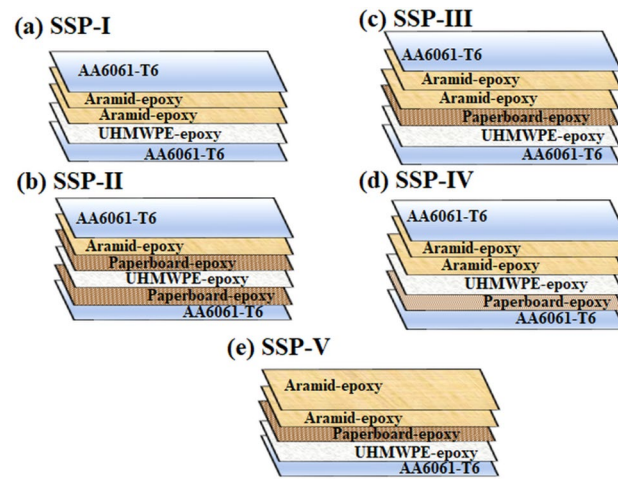 (a) SSP-I
AA6061-T6
Aramid-epoxy
Aramid-epoxy
UHMWPE-epoxy
AA6061-T6
(b) SSP-II
AA6061-T6
Aramid-epoxy
Paperboard-epoxy
UHMWPE-epoxy
Paperboard-epoxy
AA6061-T6
(c) SSP-III
AA6061-T6
Aramid-epoxy
Aramid-epoxy
Paperboard-epoxy
UHMWPE-epoxy
AA6061-T6
(d) SSP-IV
AA6061-T6
Aramid-epoxy
Aramid-epoxy
UHMWPE-epoxy
Paperboard-epoxy
AA6061-T6
(e) SSP-V
Aramid-epoxy
Aramid-epoxy
Paperboard-epoxy
UHMWPE-epoxy
AA6061-T6